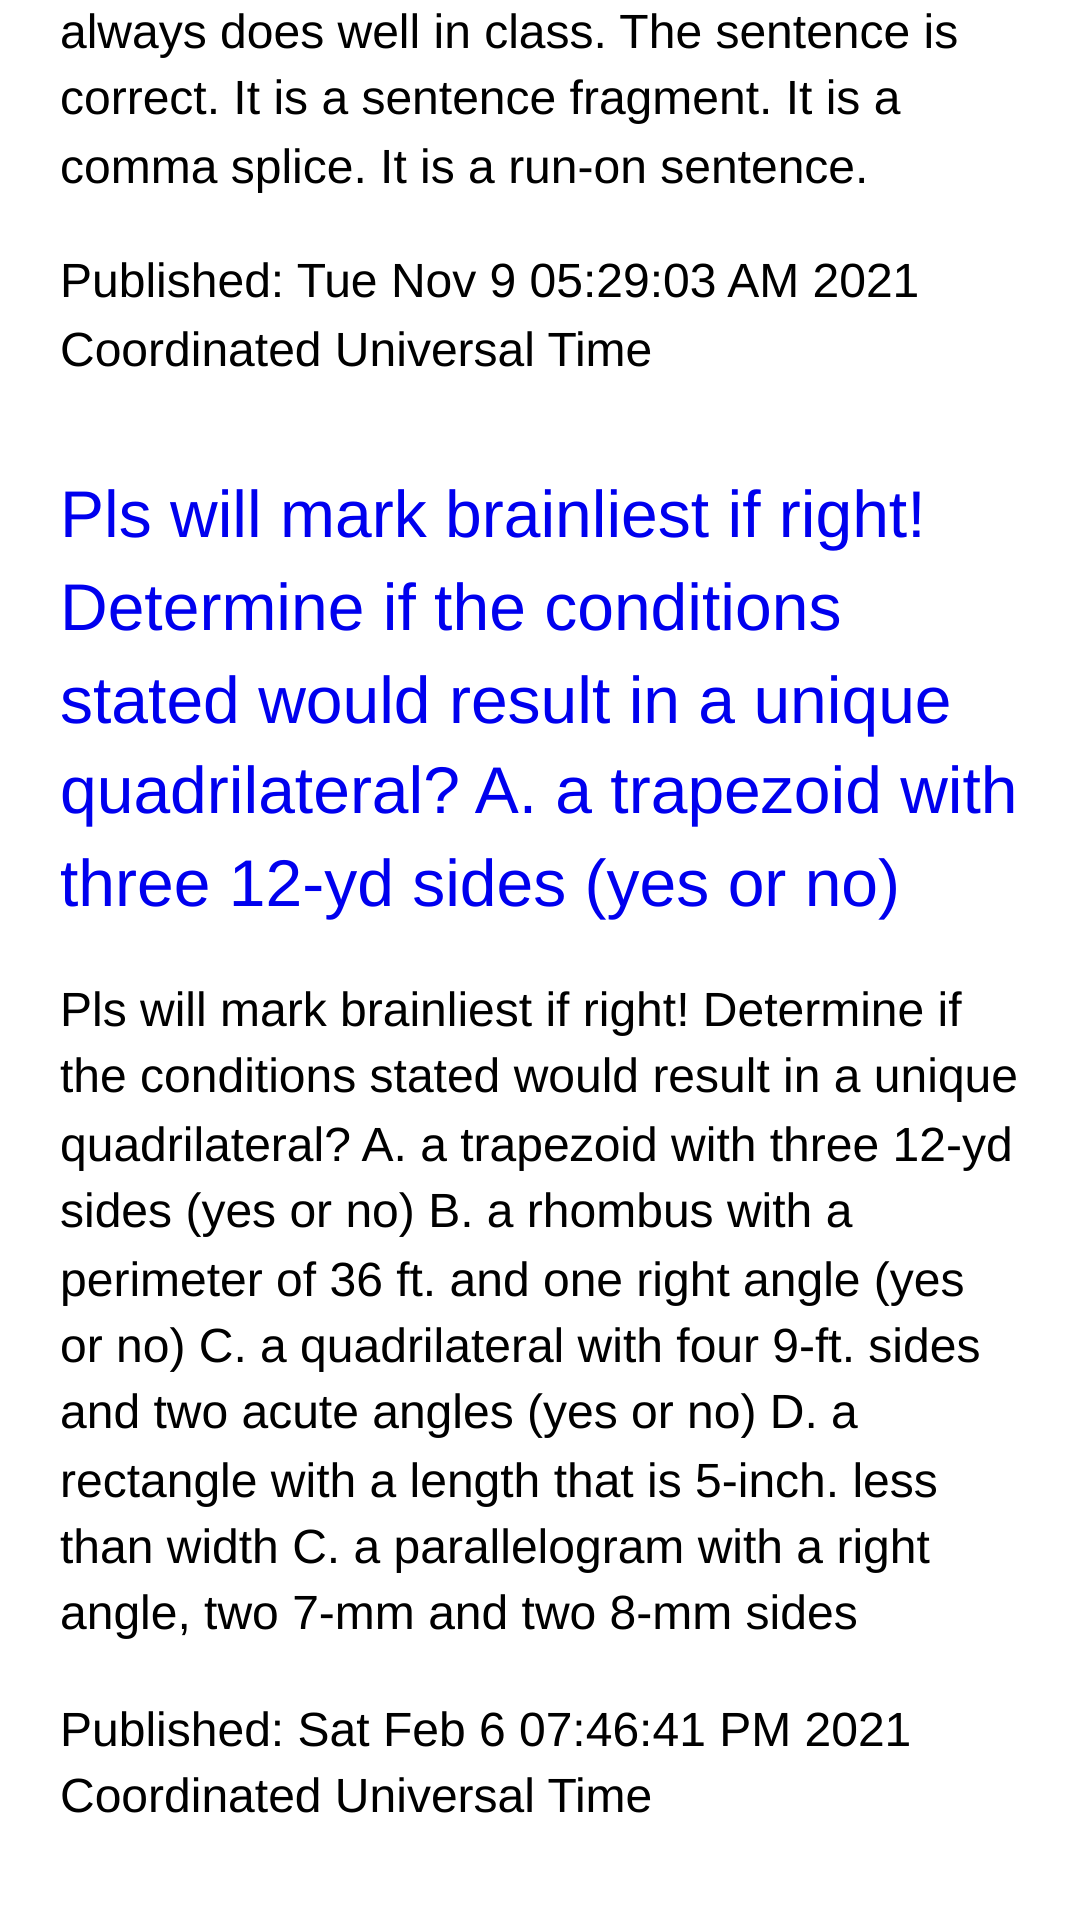 always does well in class. The sentence is
correct. It is a sentence fragment. It is a
comma splice. It is a run-on sentence.
Published: Tue Nov 9 05:29:03 AM 2021
Coordinated Universal Time
Pls will mark brainliest if right!
Determine if the conditions
stated would result in a unique
quadrilateral? A. a trapezoid with
three 12-yd sides (yes or no)
Pls will mark brainliest if right! Determine if
the conditions stated would result in a unique
quadrilateral? A. a trapezoid with three 12-yd
sides (yes or no) B. a rhombus with a
perimeter of 36 ft. and one right angle (yes
or no) C. a quadrilateral with four 9-ft. sides
and two acute angles (yes or no) D. a
rectangle with a length that is 5-inch. less
than width C. a parallelogram with a right
angle, two 7-mm and two 8-mm sides
Published: Sat Feb 6 07:46:41 PM 2021
Coordinated Universal Time